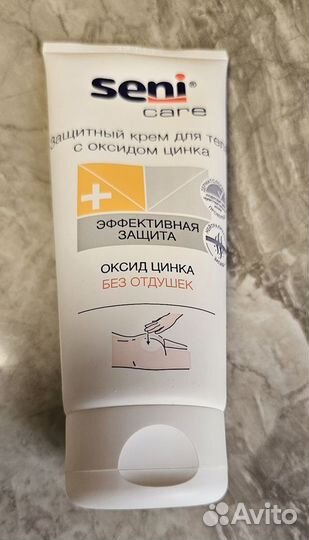 seni®
care
защитный крем для тела
с оксидом цинка
ЭФФЕКТИВНАЯ
ЗАЩИТА
ОКСИД ЦИНКА
БЕЗ ОТДУШЕК
Avito